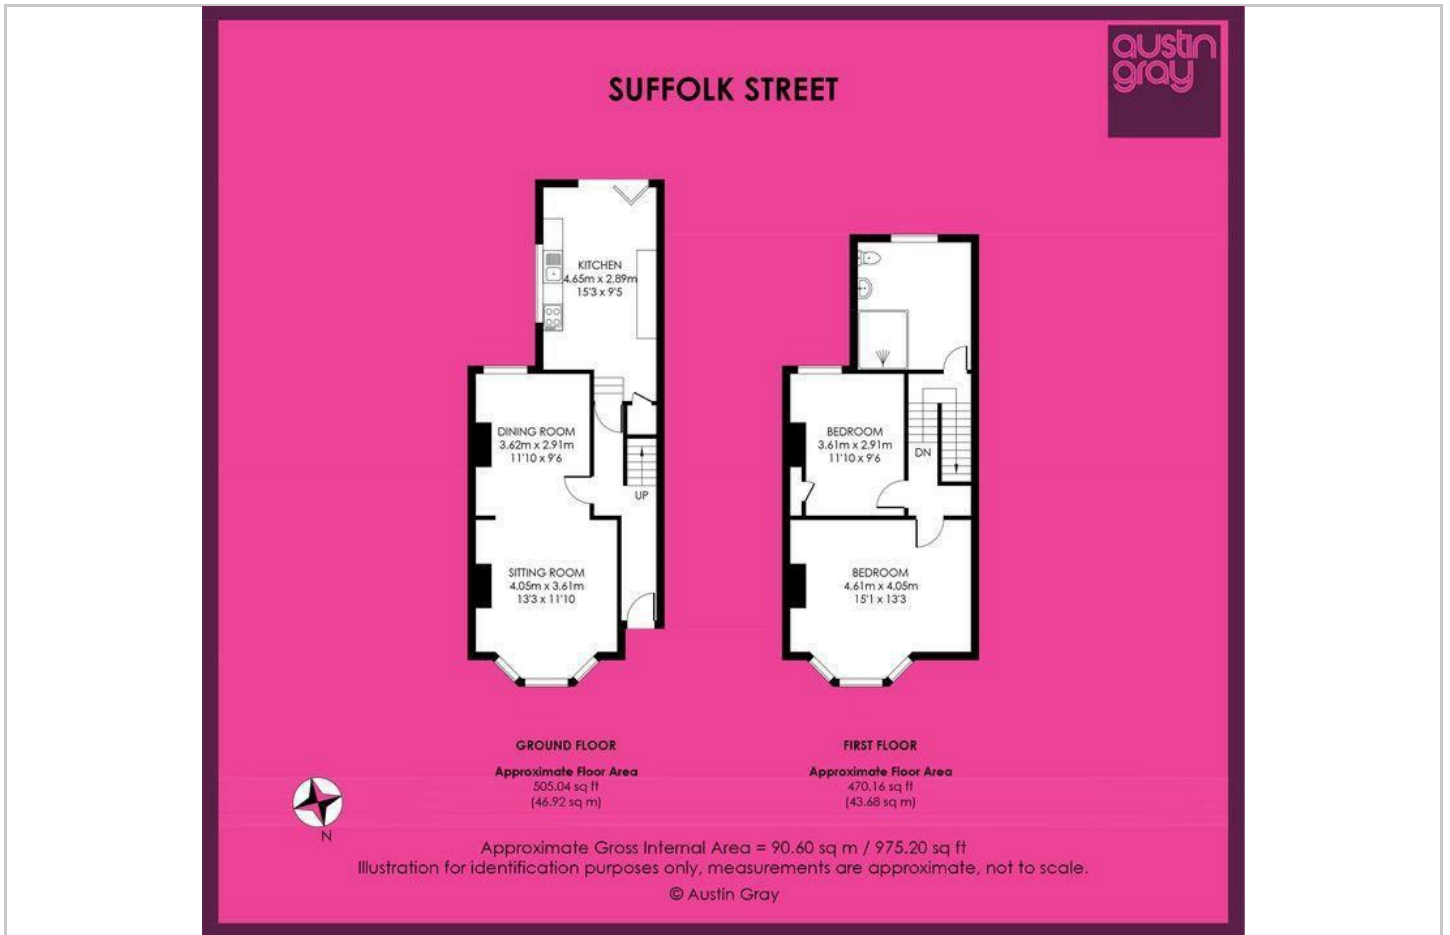 austin
gray
SUFFOLK STREET
KITCHEN
4.65m x 2.89m
15'3 x 9'5
DINING ROOM
3.62m x 2.91m
11'10 x 9'6
UP
SITTING ROOM
4.05m x 3.61m
13'3 x 11'10
BEDROOM
3.61m x 2.91m
11'10 x 9'6
DN
BEDROOM
4.61m x 4.05m
15'1 x 13'3
GROUND FLOOR
Approximate Floor Area
505.04 sq ft
(46.92 sq m)
FIRST FLOOR
Approximate Floor Area
470.16 sq ft
(43.68 sq m)
N
Approximate Gross Internal Area = 90.60 sq m / 975.20 sq ft
Illustration for identification purposes only, measurements are approximate, not to scale.
© Austin Gray